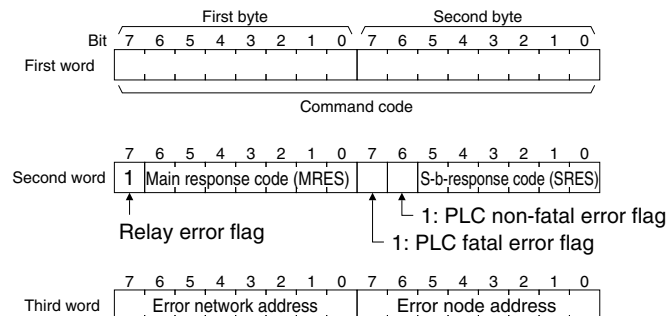 First byte Second byte
Bit 7 6 5 4 3 2 1 0 7 6 5 4 3 2 1 0
First word
Command code
7 6 5 4 3 2 1 0 7 6 5 4 3 2 1 0
Second word 1 Main response code (MRES) S-b-response code (SRES)
1: PLC non-fatal error flag
Relay error flag
1: PLC fatal error flag
7 6 5 4 3 2 1 0 7 6 5 4 3 2 1 0
Third word Error network address Error node address